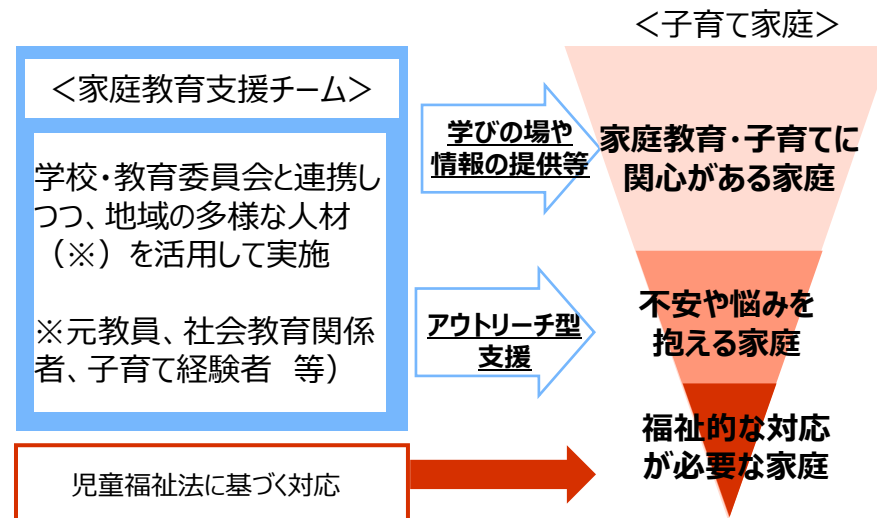 ＜子育て家庭＞
＜家庭教育支援チーム＞
学校・教育委員会と連携し
つつ、地域の多様な人材
（※）を活用して実施
※元教員、社会教育関係
者、子育て経験者　等）
学びの場や
情報の提供等
家庭教育・子育てに
関心がある家庭
アウトリーチ型
支援
不安や悩みを
抱える家庭
児童福祉法に基づく対応
福祉的な対応
が必要な家庭